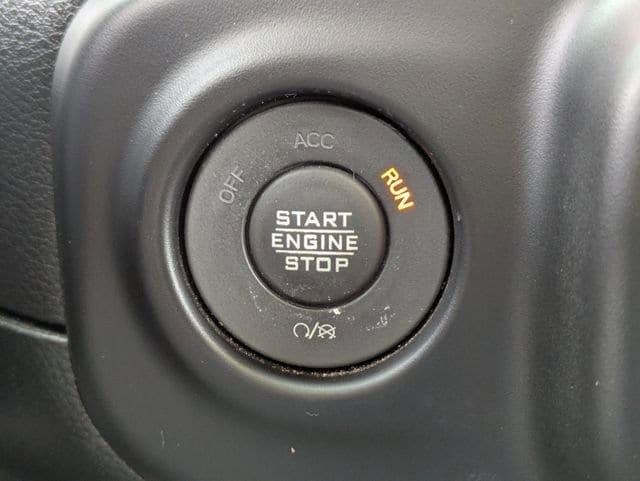 ACC
OFF
RUN
START
ENGINE
STOP